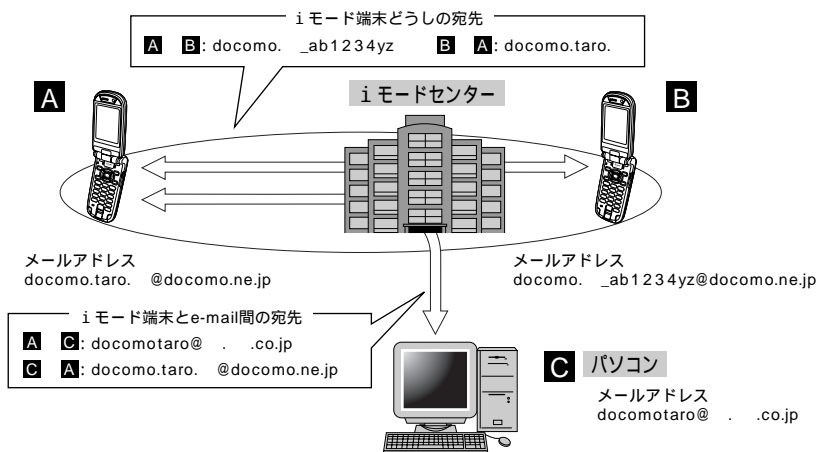 iモード端末どうしの宛先
A B: docomo. _ab1234yz B A: docomo.taro.
A
iモードセンター
B
メールアドレス
docomo.taro. @docomo.ne.jp
メールアドレス
docomo. _ab1234yz@docomo.ne.jp
iモード端末とe-mail間の宛先
A C: docomotaro@ . .co.jp
C A: docomo.taro. @docomo.ne.jp
C パソコン
メールアドレス
docomotaro@ . .co.jp